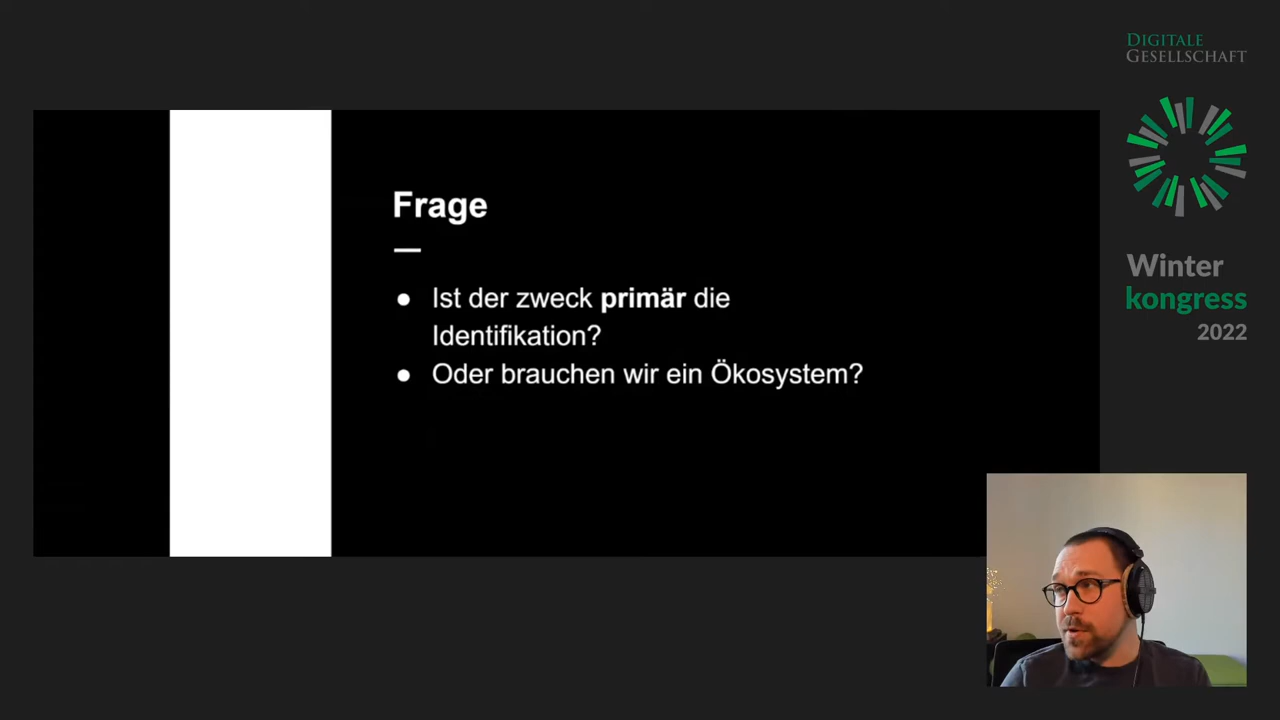 DIGITALE
GESELLSCHAFT
Winter
kongress
2022
Frage
Ist der zweck primär die
Identifikation?
Oder brauchen wir ein Ökosystem?